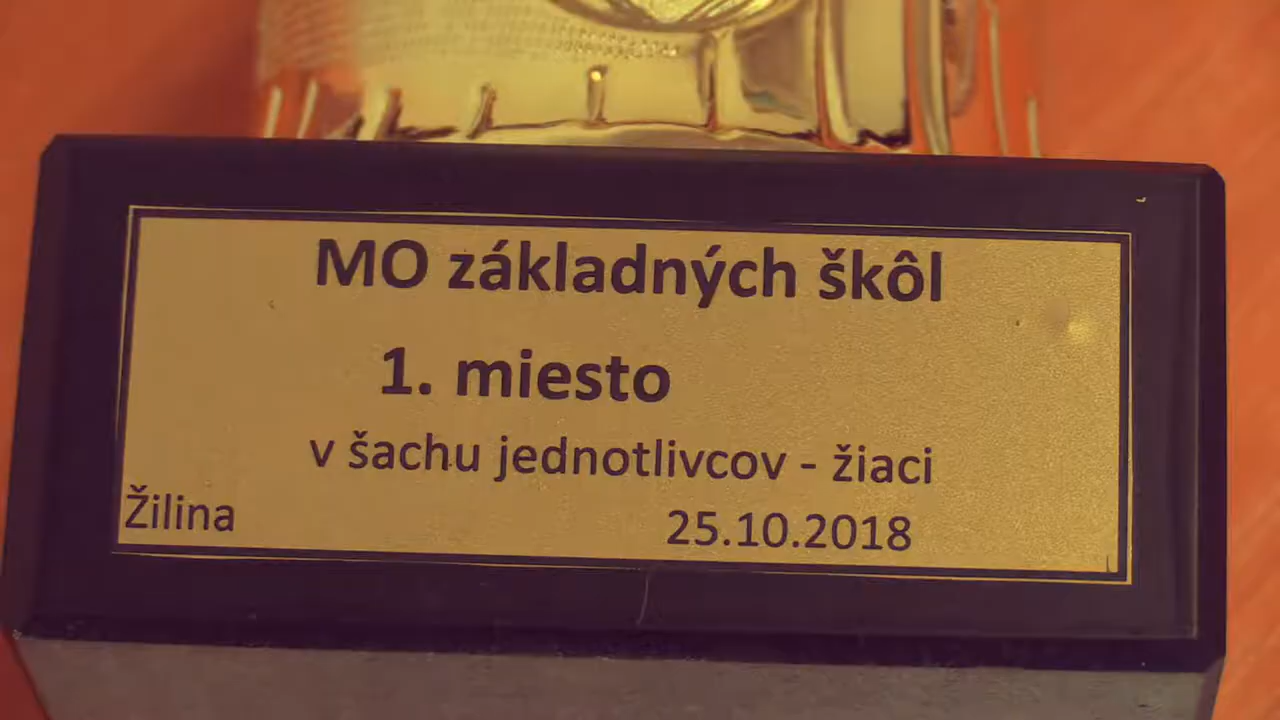 MO základných škôl
1. miesto
v šachu jednotlivcov - žiaci
Žilina 25.10.2018